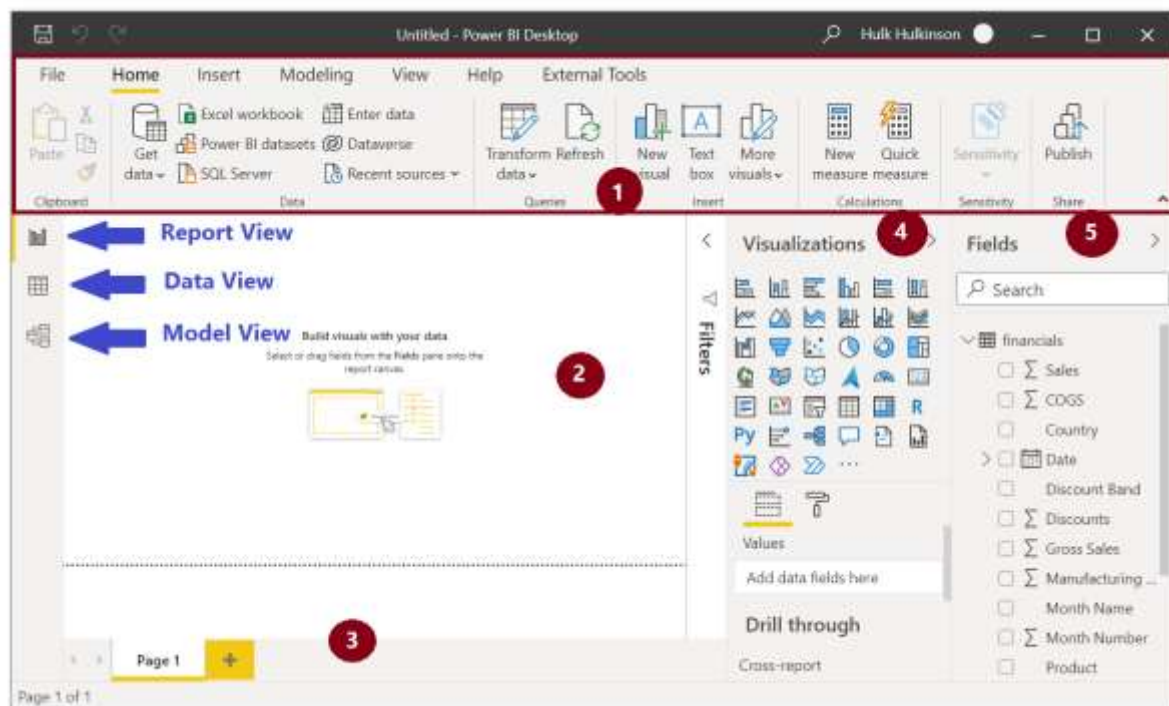 Untitled - Power BI Desktop
Hulk Hulkinson
File Home Insert Modeling View Help External Tools
Paste
Get data
Excel workbook
Power BI datasets
SQL Server
Enter data
Dataverse
Recent sources
Transform data
Refresh
New visual
Text box
More visuals
New measure
Quick measure
Sensitivity
Publish
Clipboard Data Queries Insert Calculations Sensitivity Share
1
Report View
Data View
Model View
Build visuals with your data
Select or drag fields from the Fields pane onto the
report canvas.
2
3
Page 1
Page 1 of 1
Filters
Visualizations
4
R
Py
Values
Add data fields here
Drill through
Cross-report
Fields
5
Search
financials
Sales
COGS
Country
Date
Discount Band
Discounts
Gross Sales
Manufacturing ...
Month Name
Month Number
Product